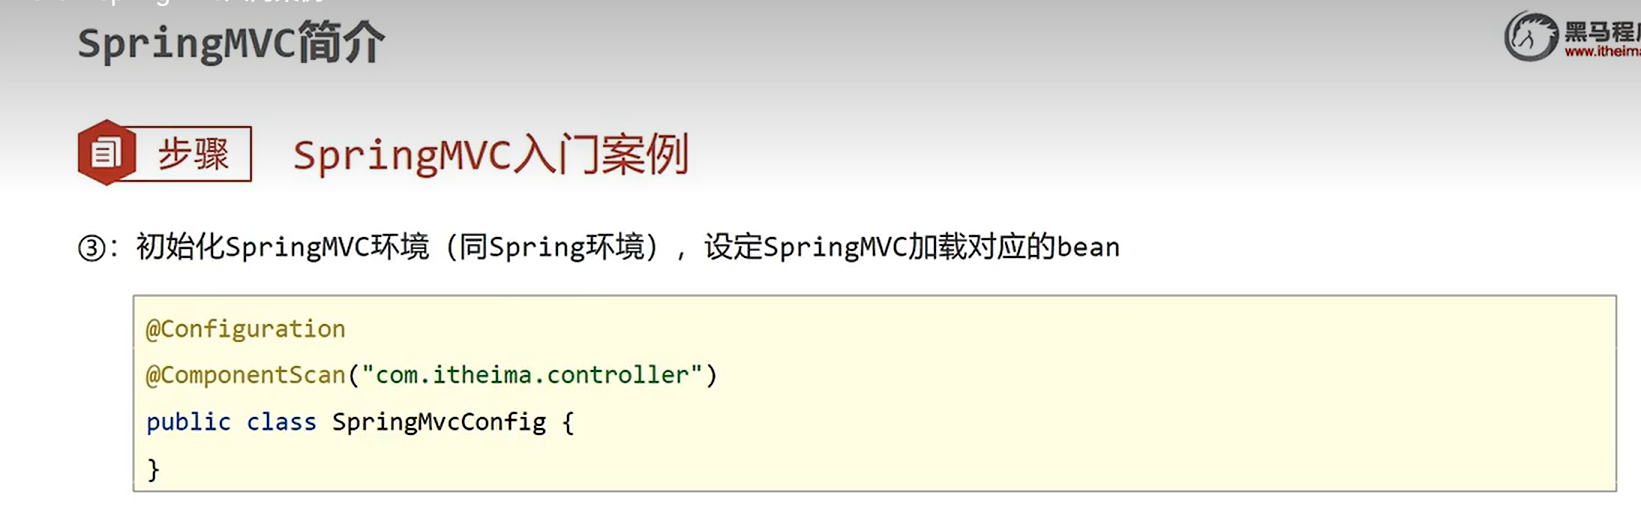 SpringMVC简介
黑马程序
www.itheima
步骤
SpringMVC入门案例
③：初始化SpringMVC环境（同Spring环境），设定SpringMVC加载对应的bean
@Configuration
@ComponentScan("com.itheima.controller")
public class SpringMvcConfig {
}